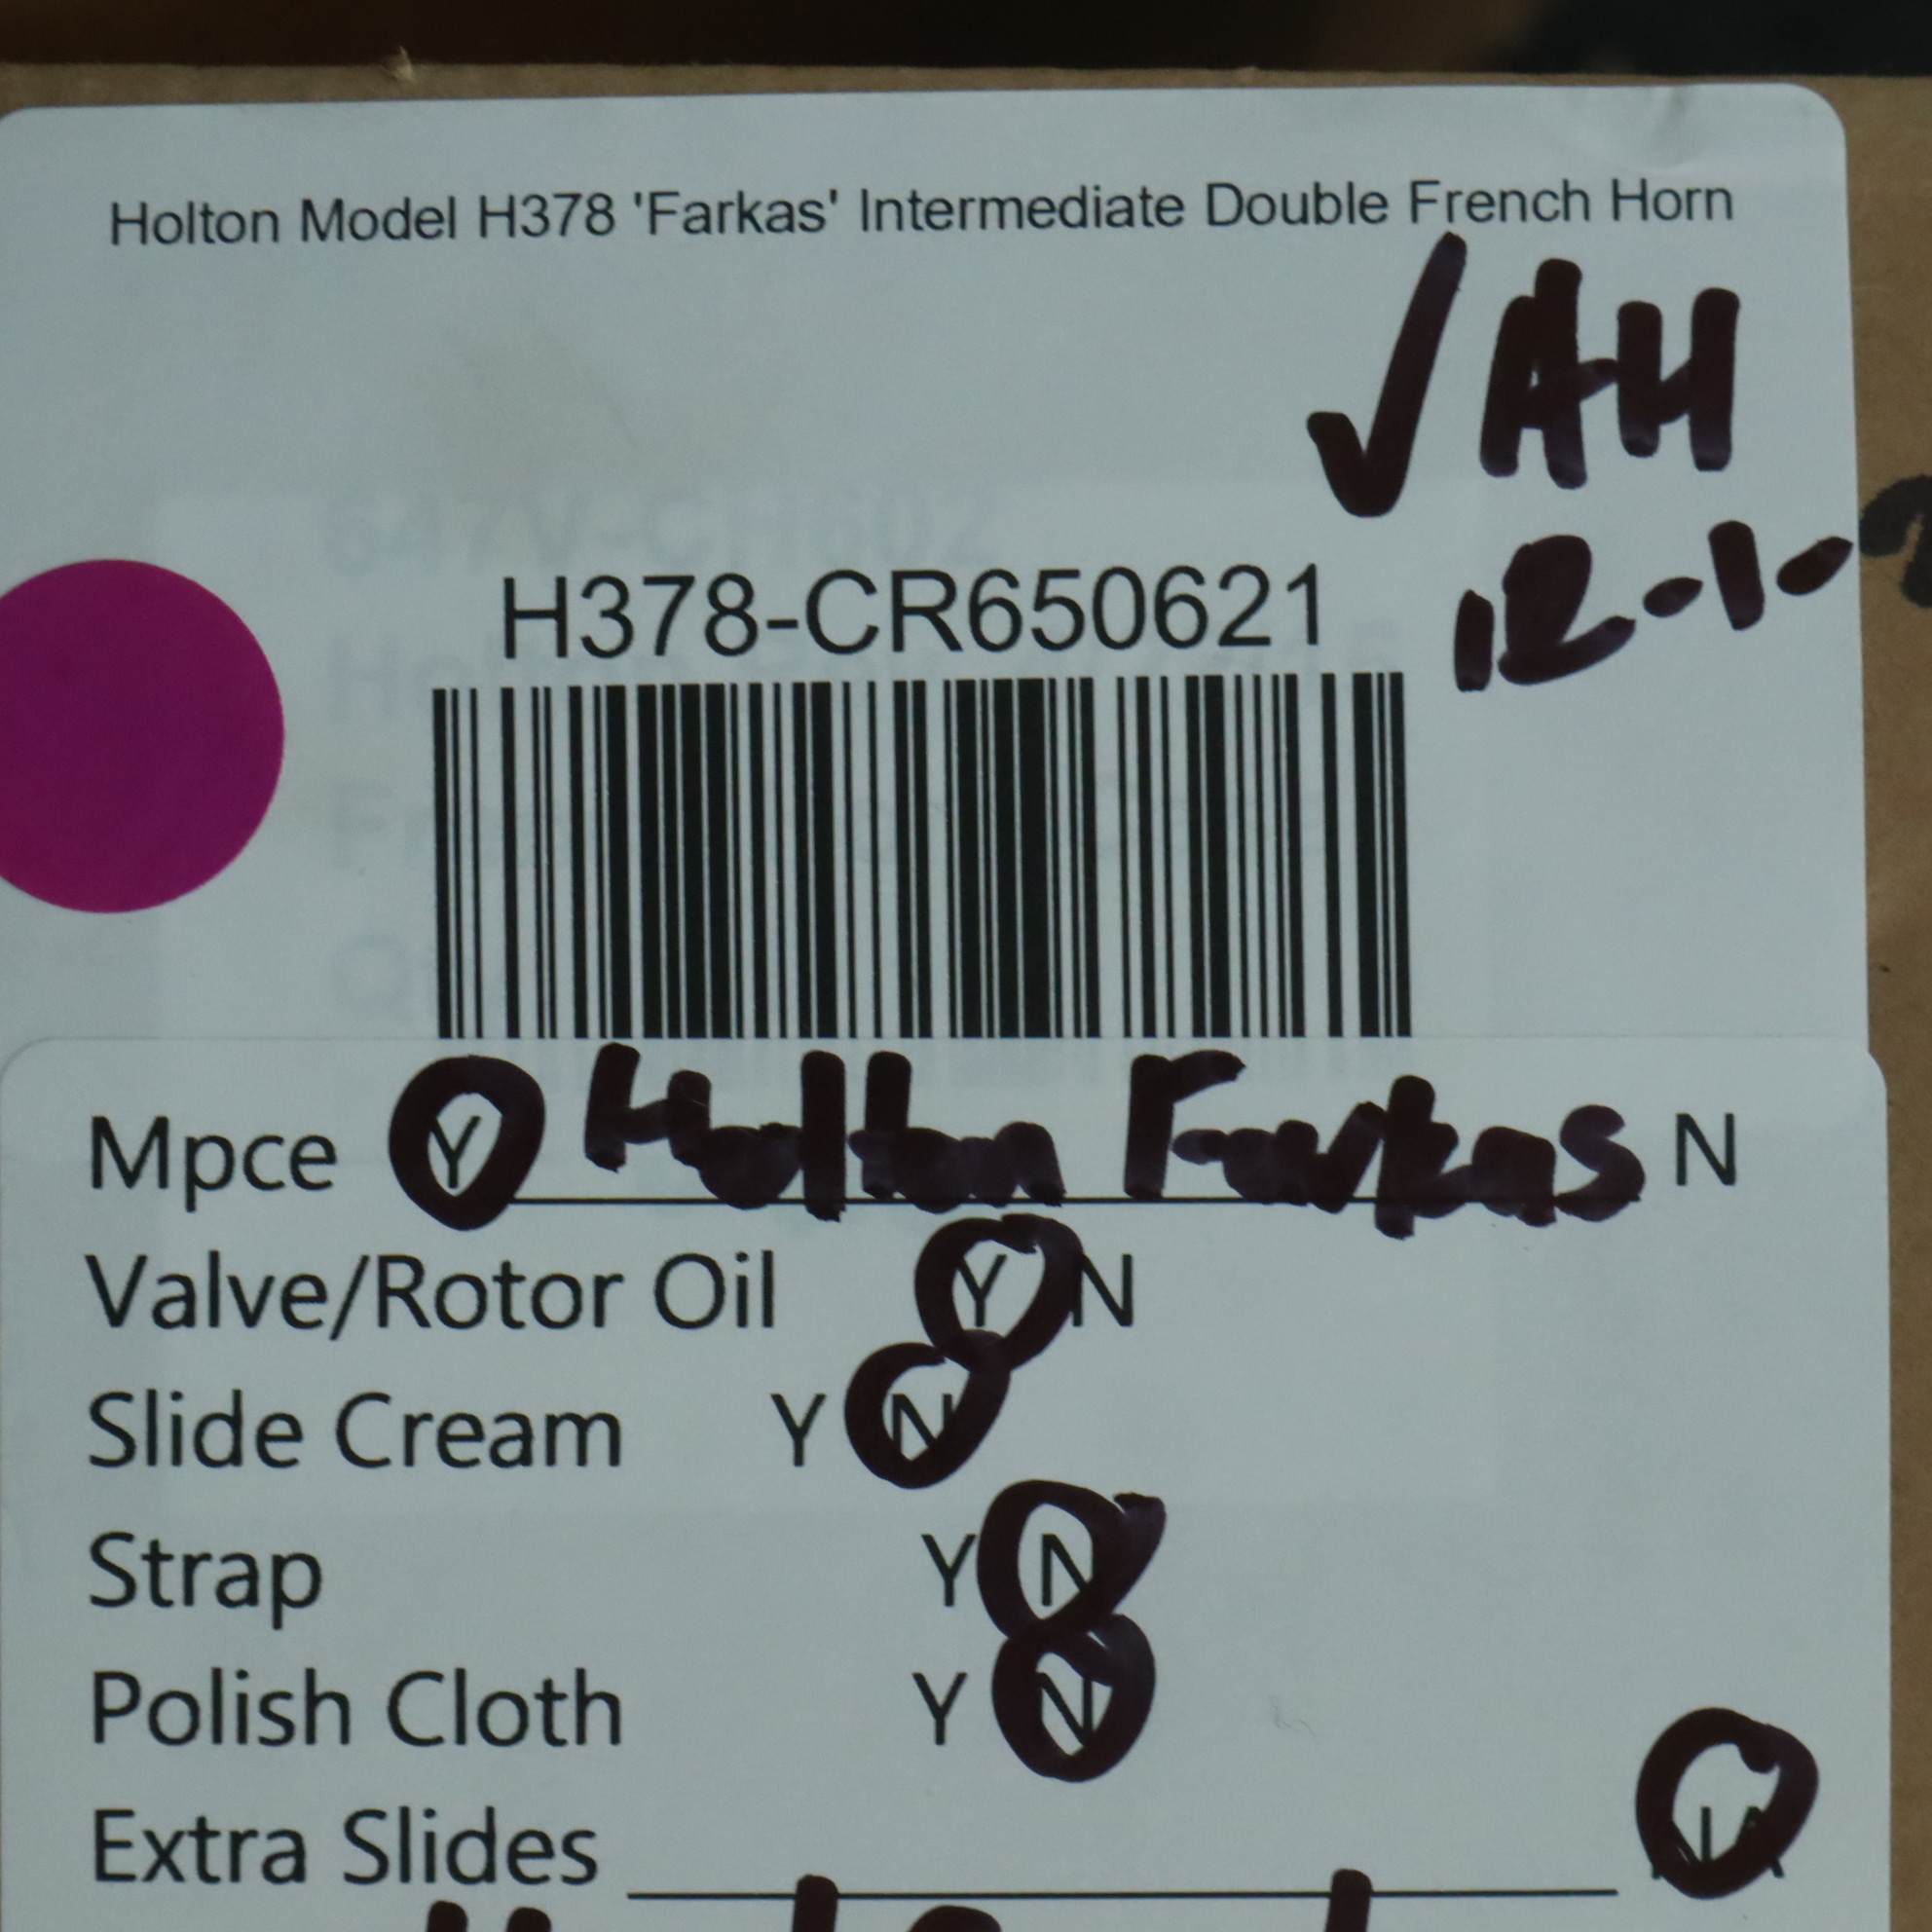 Holton Model H378 'Farkas' Intermediate Double French Horn
√ AH
12-1-
H378-CR650621
Mpce Y Holton Farkas N
Valve/Rotor Oil Y N
Slide Cream Y N
Strap Y N
Polish Cloth Y N
Extra Slides NA